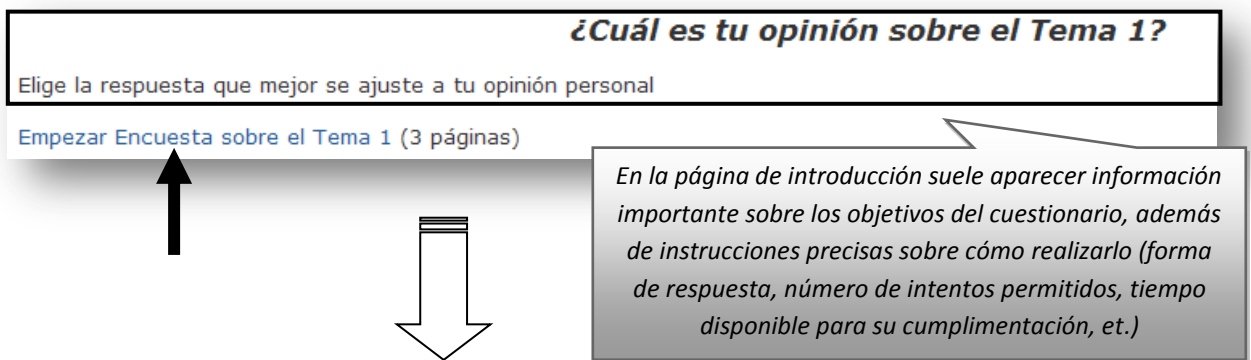 ¿Cuál es tu opinión sobre el Tema 1?
Elige la respuesta que mejor se ajuste a tu opinión personal
Empezar Encuesta sobre el Tema 1 (3 páginas)
En la página de introducción suele aparecer información
importante sobre los objetivos del cuestionario, además
de instrucciones precisas sobre cómo realizarlo (forma
de respuesta, número de intentos permitidos, tiempo
disponible para su cumplimentación, et.)